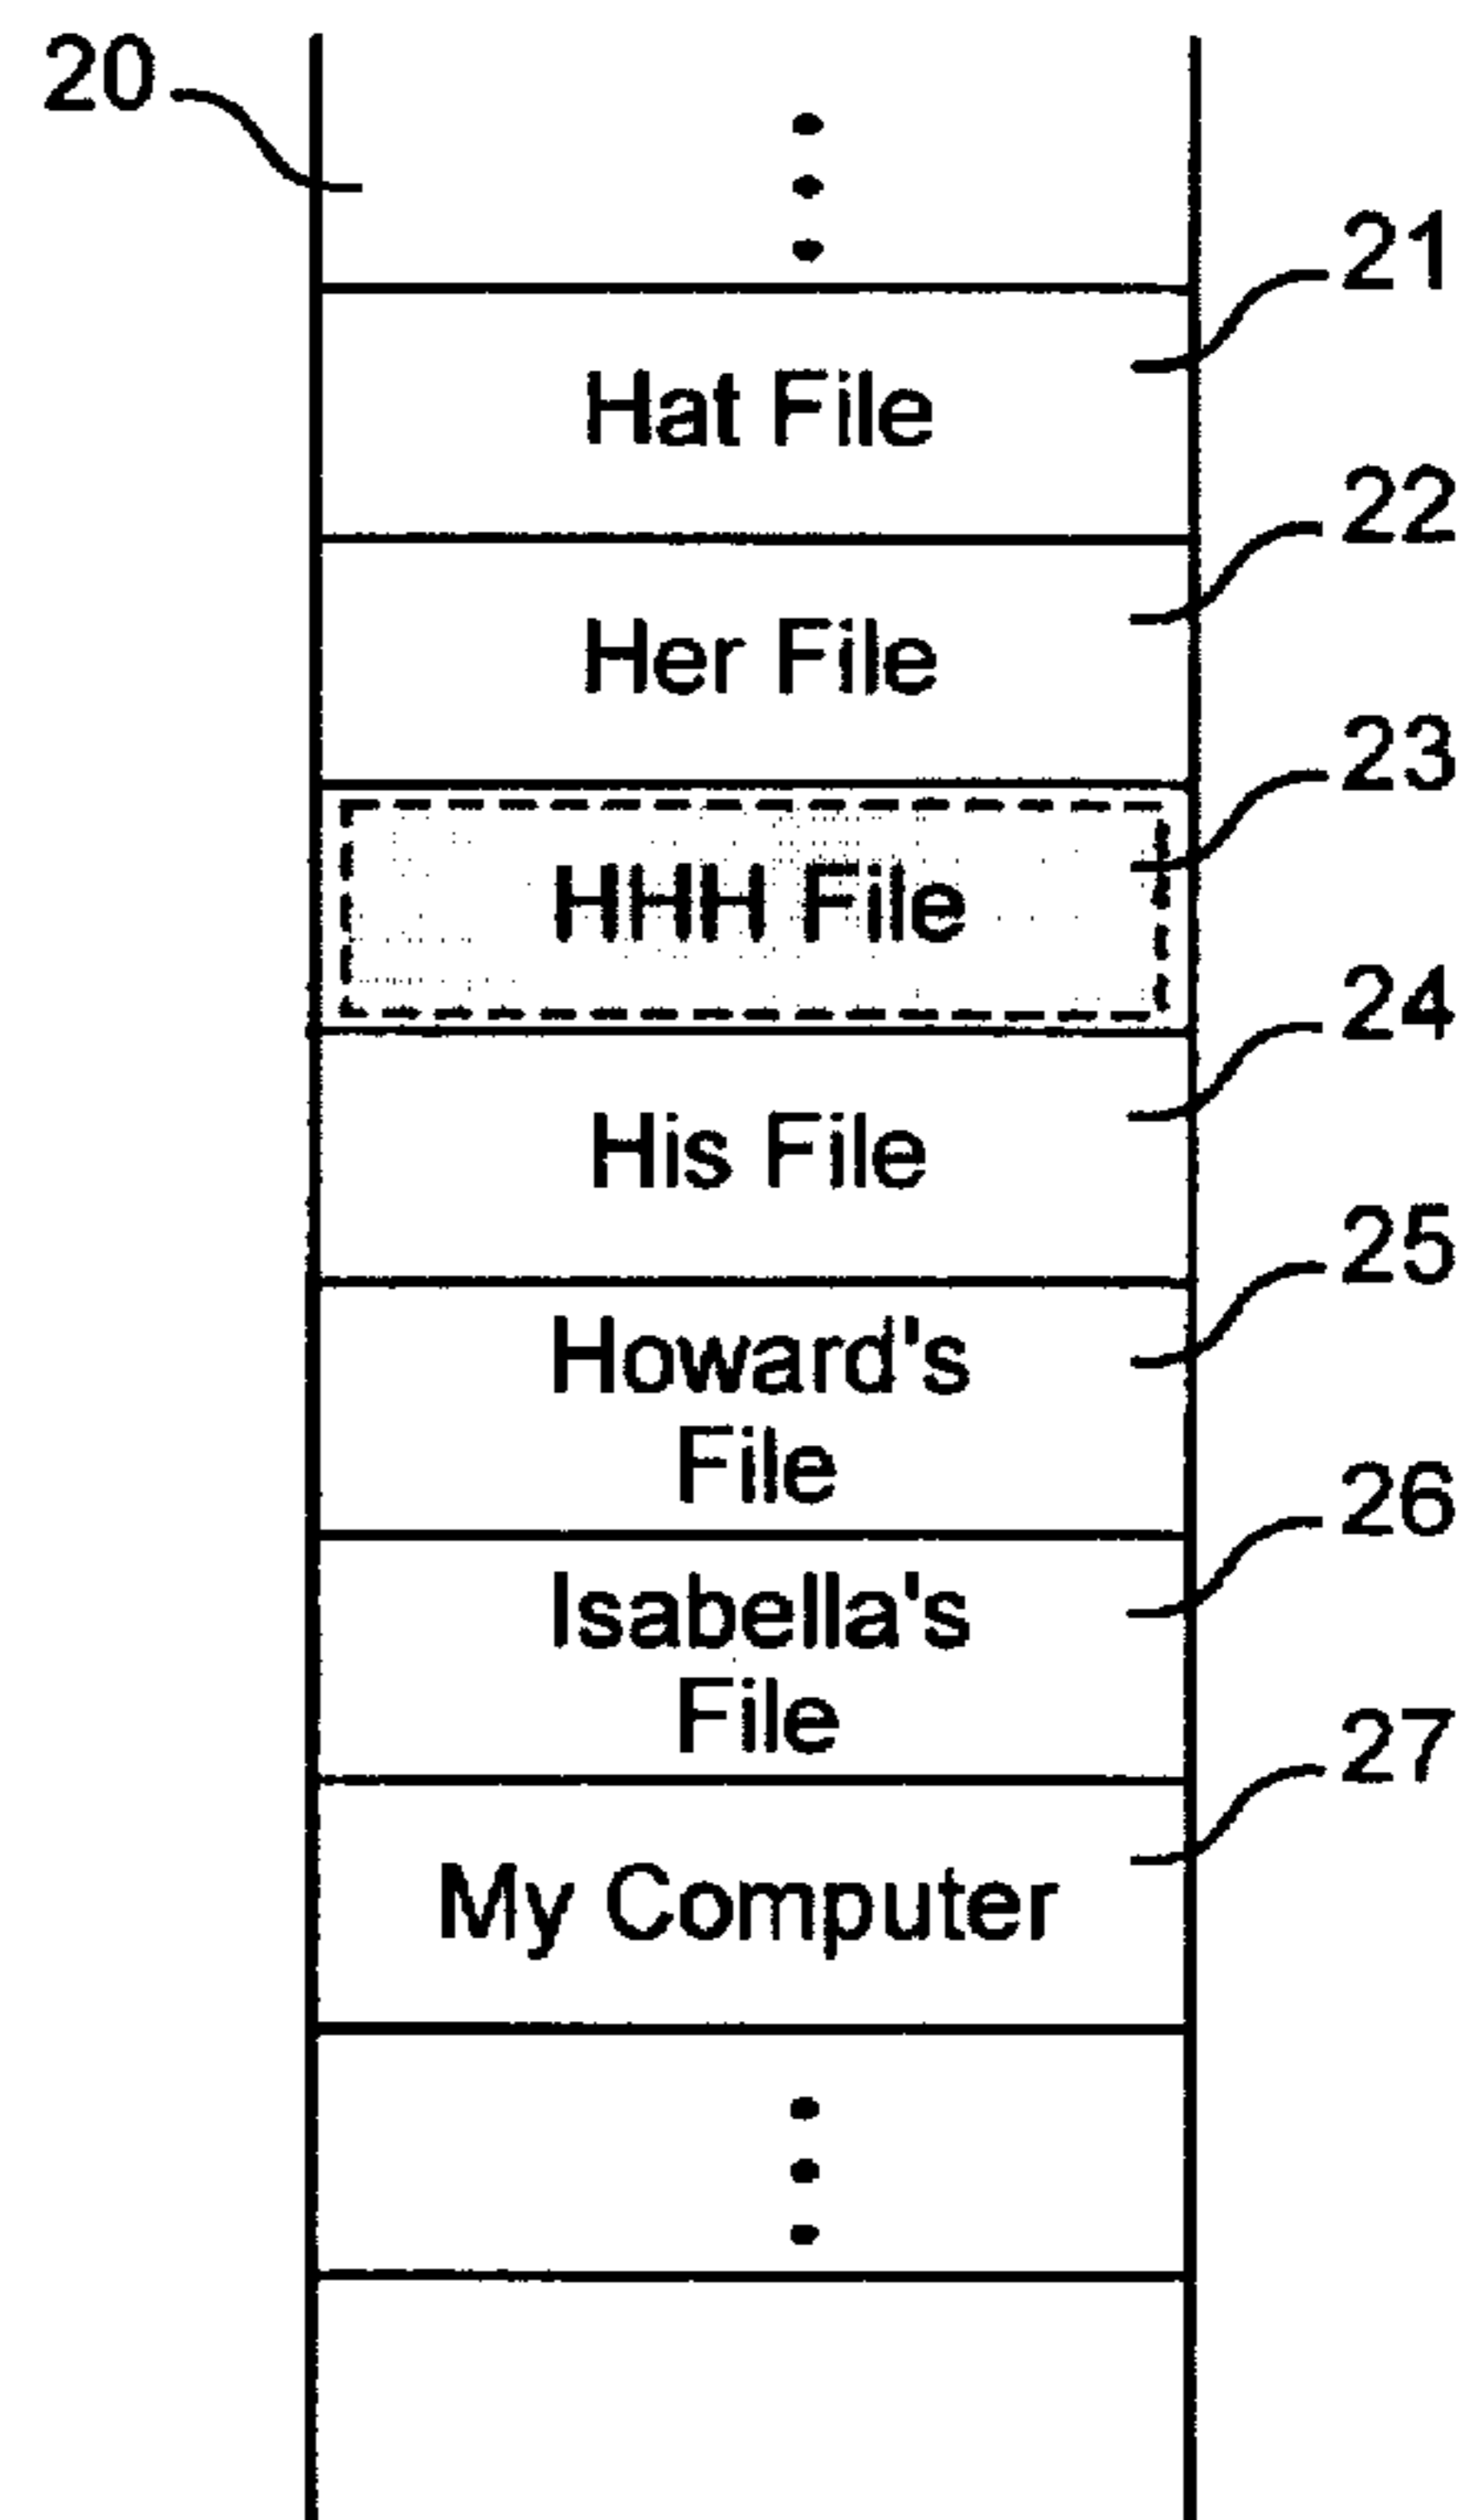 20
21
Hat File
22
Her File
23
HHH File
24
His File
25
Howard's
File
26
Isabella's
File
27
My Computer